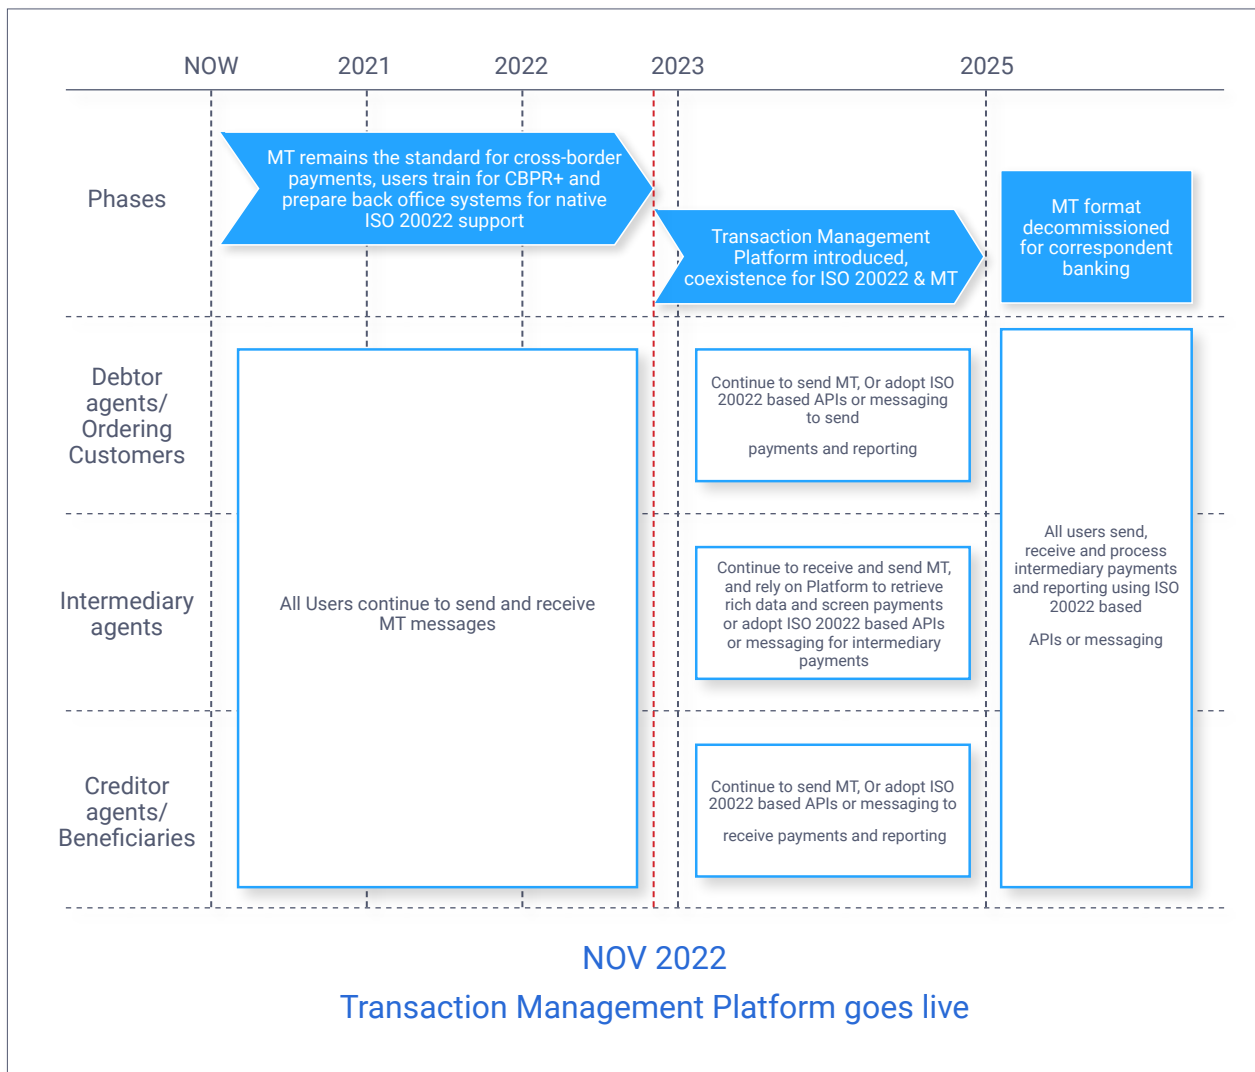 NOW 2021 2022 2023 2025
Phases
MT remains the standard for cross-border
payments, users train for CBPR+ and
prepare back office systems for native
ISO 20022 support
Transaction Management
Platform introduced,
coexistence for ISO 20022 & MT
MT format
decommissioned
for correspondent
banking
Debtor
agents/
Ordering
Customers
Intermediary
agents
Creditor
agents/
Beneficiaries
All Users continue to send and receive
MT messages
Continue to send MT, Or adopt ISO
20022 based APIs or messaging
to send
payments and reporting
Continue to receive and send MT,
and rely on Platform to retrieve
rich data and screen payments
or adopt ISO 20022 based APIs
or messaging for intermediary
payments
Continue to send MT, Or adopt ISO
20022 based APIs or messaging to
receive payments and reporting
All users send,
receive and process
intermediary payments
and reporting using ISO
20022 based
APIs or messaging
NOV 2022
Transaction Management Platform goes live